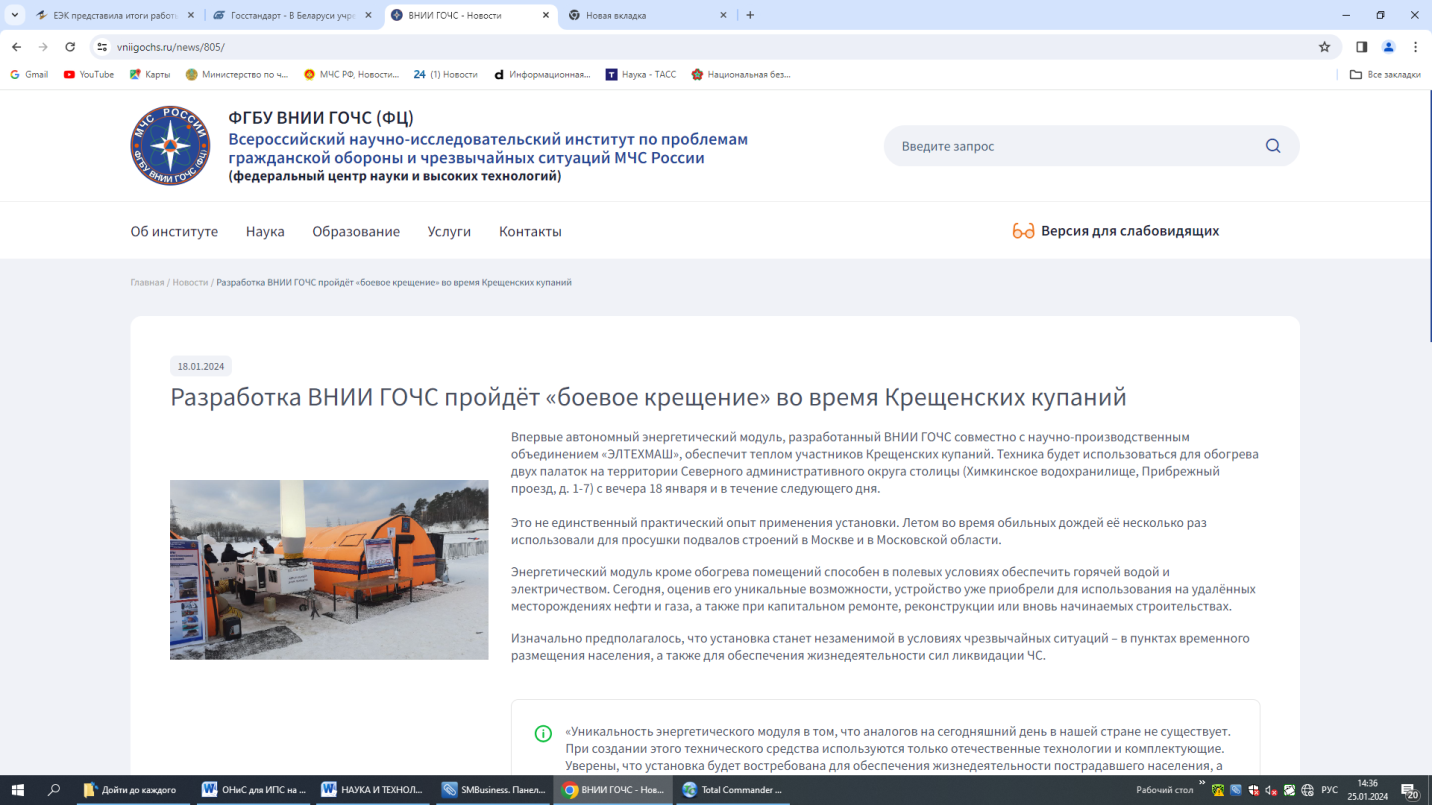 ЕЭК представила итоги работы
Госстандарт - В Беларуси учре
ВНИИ ГОЧС - Новости
Новая вкладка
vniigochs.ru/news/805/
Gmail
YouTube
Карты
Министерство по ч...
МЧС РФ, Новости...
24 (1) Новости
Информационная...
Наука - ТАСС
Национальная без...
Все закладки
МЧС РОССИИ
ФГБУ ВНИИ ГОЧС (ФЦ)
ФГБУ ВНИИ ГОЧС (ФЦ)
Всероссийский научно-исследовательский институт по проблемам
гражданской обороны и чрезвычайных ситуаций МЧС России
(федеральный центр науки и высоких технологий)
Введите запрос
Об институте
Наука
Образование
Услуги
Контакты
Версия для слабовидящих
Главная / Новости / Разработка ВНИИ ГОЧС пройдёт «боевое крещение» во время Крещенских купаний
18.01.2024
Разработка ВНИИ ГОЧС пройдёт «боевое крещение» во время Крещенских купаний
Впервые автономный энергетический модуль, разработанный ВНИИ ГОЧС совместно с научно-производственным
объединением «ЭЛТЕХМАШ», обеспечит теплом участников Крещенских купаний. Техника будет использоваться для обогрева
двух палаток на территории Северного административного округа столицы (Химкинское водохранилище, Прибрежный
проезд, д. 1-7) с вечера 18 января и в течение следующего дня.
Это не единственный практический опыт применения установки. Летом во время обильных дождей её несколько раз
использовали для просушки подвалов строений в Москве и в Московской области.
Энергетический модуль кроме обогрева помещений способен в полевых условиях обеспечить горячей водой и
электричеством. Сегодня, оценив его уникальные возможности, устройство уже приобрели для использования на удалённых
месторождениях нефти и газа, а также при капитальном ремонте, реконструкции или вновь начинаемых строительствах.
Изначально предполагалось, что установка станет незаменимой в условиях чрезвычайных ситуаций – в пунктах временного
размещения населения, а также для обеспечения жизнедеятельности сил ликвидации ЧС.
«Уникальность энергетического модуля в том, что аналогов на сегодняшний день в нашей стране не существует.
При создании этого технического средства используются только отечественные технологии и комплектующие.
Уверены, что установка будет востребована для обеспечения жизнедеятельности пострадавшего населения, а
Дойти до каждого
ОНиС для ИПС на ...
НАУКА И ТЕХНОЛ...
SMBusiness. Панел...
ВНИИ ГОЧС - Нов...
Total Commander ...
Рабочий стол
РУС
14:36
25.01.2024
20